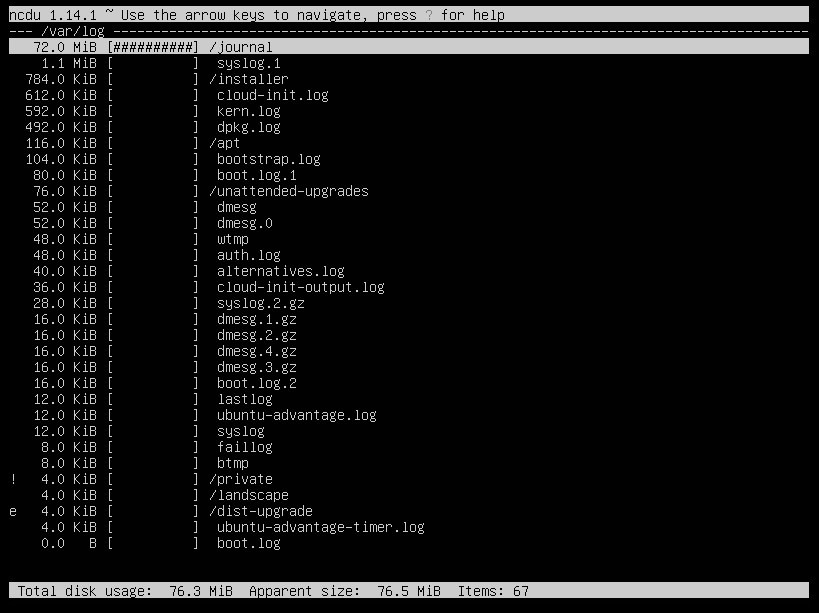 ncdu 1.14.1 ~ Use the arrow keys to navigate, press ? for help
--- /var/log ---------------------------------------------------------------------------------------
   72.0 MiB [##########] /journal
    1.1 MiB [          ]  syslog.1
  784.0 KiB [          ] /installer
  612.0 KiB [          ]  cloud-init.log
  592.0 KiB [          ]  kern.log
  492.0 KiB [          ]  dpkg.log
  116.0 KiB [          ] /apt
  104.0 KiB [          ]  bootstrap.log
   80.0 KiB [          ]  boot.log.1
   76.0 KiB [          ] /unattended-upgrades
   52.0 KiB [          ]  dmesg
   52.0 KiB [          ]  dmesg.0
   48.0 KiB [          ]  wtmp
   48.0 KiB [          ]  auth.log
   40.0 KiB [          ]  alternatives.log
   36.0 KiB [          ]  cloud-init-output.log
   28.0 KiB [          ]  syslog.2.gz
   16.0 KiB [          ]  dmesg.1.gz
   16.0 KiB [          ]  dmesg.2.gz
   16.0 KiB [          ]  dmesg.4.gz
   16.0 KiB [          ]  dmesg.3.gz
   16.0 KiB [          ]  boot.log.2
   12.0 KiB [          ]  lastlog
   12.0 KiB [          ]  ubuntu-advantage.log
   12.0 KiB [          ]  syslog
    8.0 KiB [          ]  faillog
    8.0 KiB [          ]  btmp
!   4.0 KiB [          ] /private
    4.0 KiB [          ] /landscape
e   4.0 KiB [          ] /dist-upgrade
    4.0 KiB [          ]  ubuntu-advantage-timer.log
    0.0   B [          ]  boot.log
 Total disk usage:  76.3 MiB  Apparent size:  76.5 MiB  Items: 67